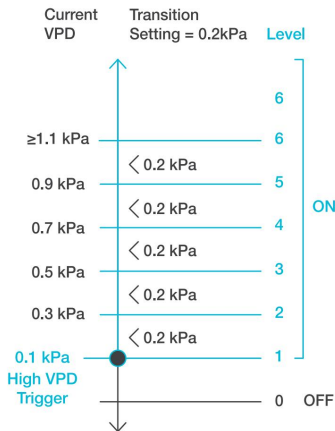 Current VPD
Transition Setting = 0.2kPa
Level
6
≥1.1 kPa
6
< 0.2 kPa
0.9 kPa
5
< 0.2 kPa
ON
0.7 kPa
4
< 0.2 kPa
0.5 kPa
3
< 0.2 kPa
0.3 kPa
2
< 0.2 kPa
0.1 kPa
1
High VPD
Trigger
0
OFF